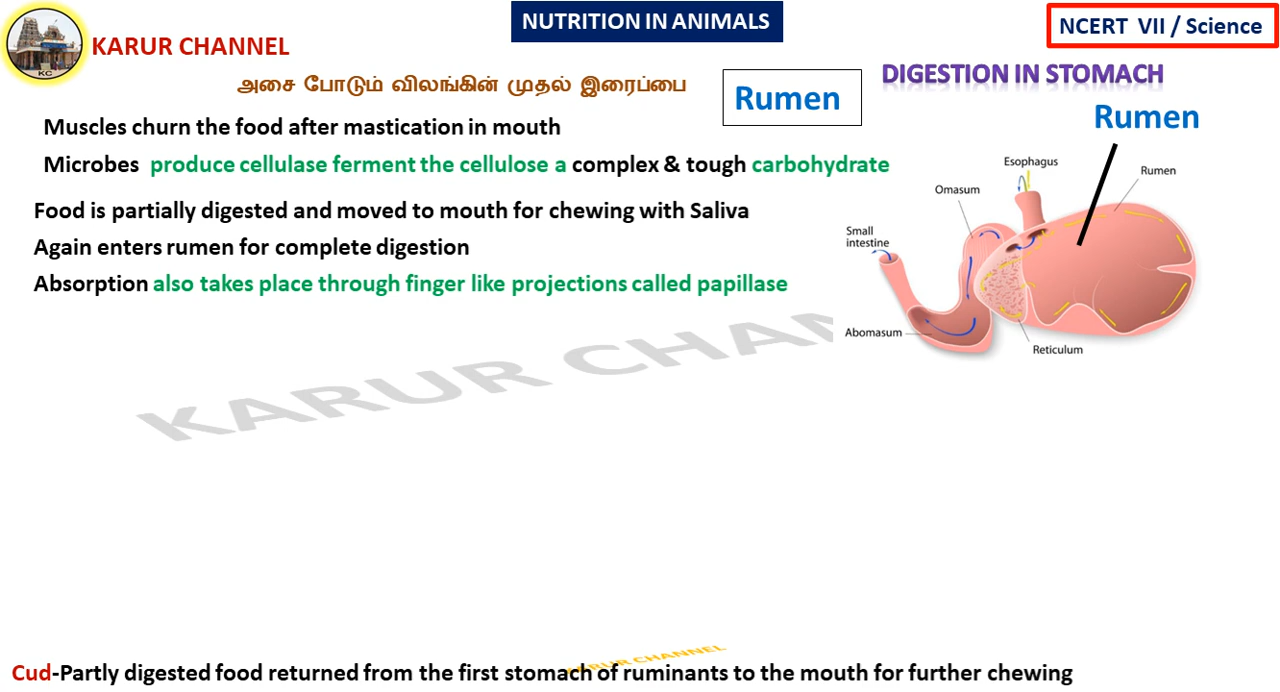 NUTRITION IN ANIMALS
NCERT VII / Science
KARUR CHANNEL
KC
அசை போடும் விலங்கின் முதல் இரைப்பை
Rumen
DIGESTION IN STOMACH
Rumen
Muscles churn the food after mastication in mouth
Microbes produce cellulase ferment the cellulose a complex & tough carbohydrate
Food is partially digested and moved to mouth for chewing with Saliva
Again enters rumen for complete digestion
Absorption also takes place through finger like projections called papillase
Esophagus
Rumen
Omasum
Small
intestine
Abomasum
Reticulum
KARUR CHAN
KARUR CHANNEL
Cud-Partly digested food returned from the first stomach of ruminants to the mouth for further chewing